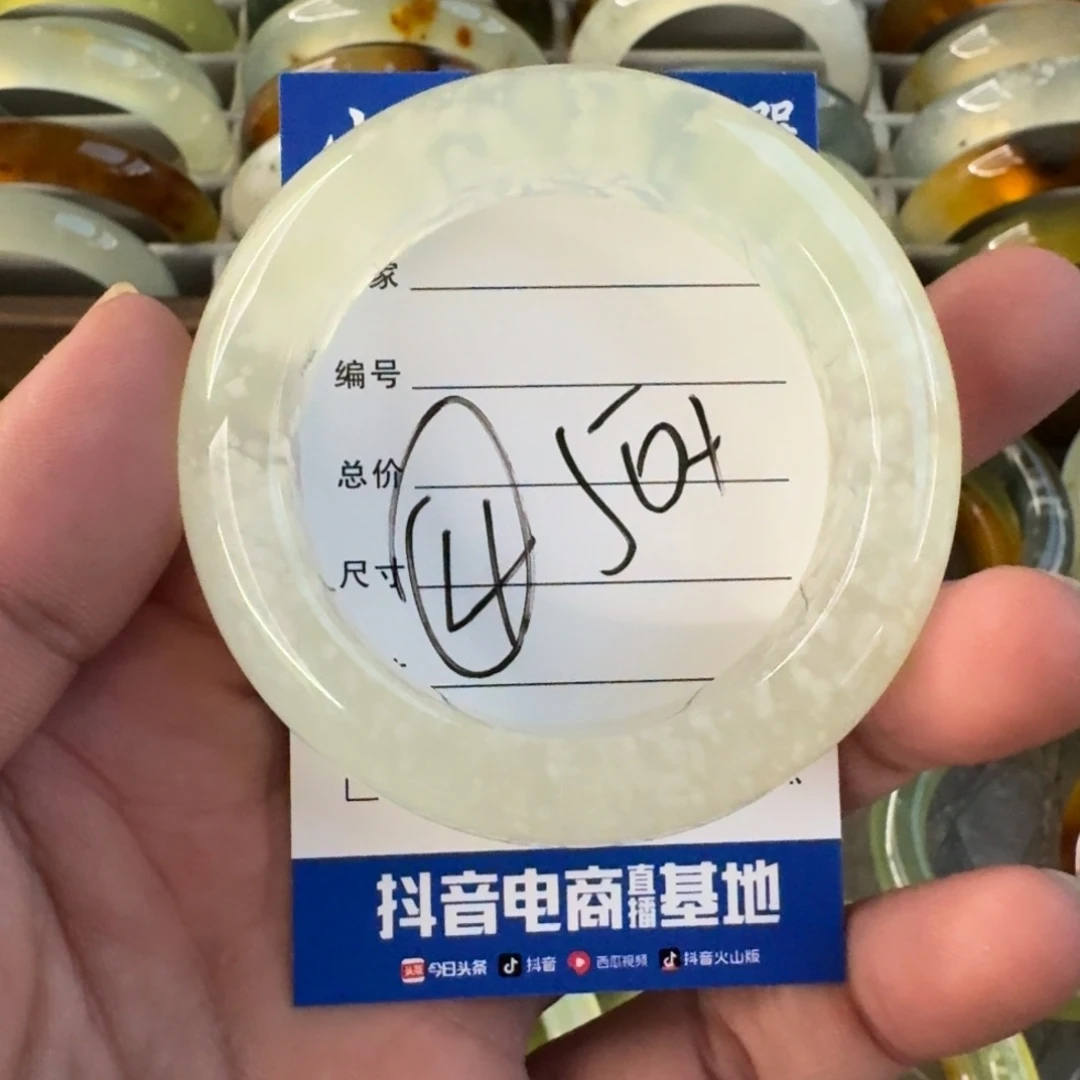 家
编号
总价
尺寸
4
抖音电商直播基地
今日头条 抖音 西瓜视频 抖音火山版